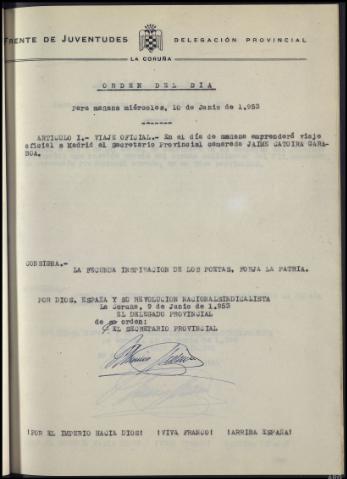 FRENTE DE JUVENTUDES DELEGACIÓN PROVINCIAL
LA CORUÑA
ORDEN DEL DIA
para mañana miércoles, 10 de Junio de 1.953
ARTICULO I.- VIAJE OFICIAL.- En el día de mañana emprenderá viaje
oficial a Madrid el Secretario Provincial camarada JAIME CATOIRA GARA-
BOA.
CONSIGNA.-
LA FECUNDA INSPIRACION DE LOS POETAS, FORJA LA PATRIA.
POR DIOS, ESPAÑA Y SU REVOLUCION NACIONALSINDICALISTA
La Coruña, 9 de Junio de 1.953
EL DELEGADO PROVINCIAL
de su orden:
EL SECRETARIO PROVINCIAL
¡POR EL IMPERIO HACIA DIOS! ¡VIVA FRANCO! ¡ARRIBA ESPAÑA!